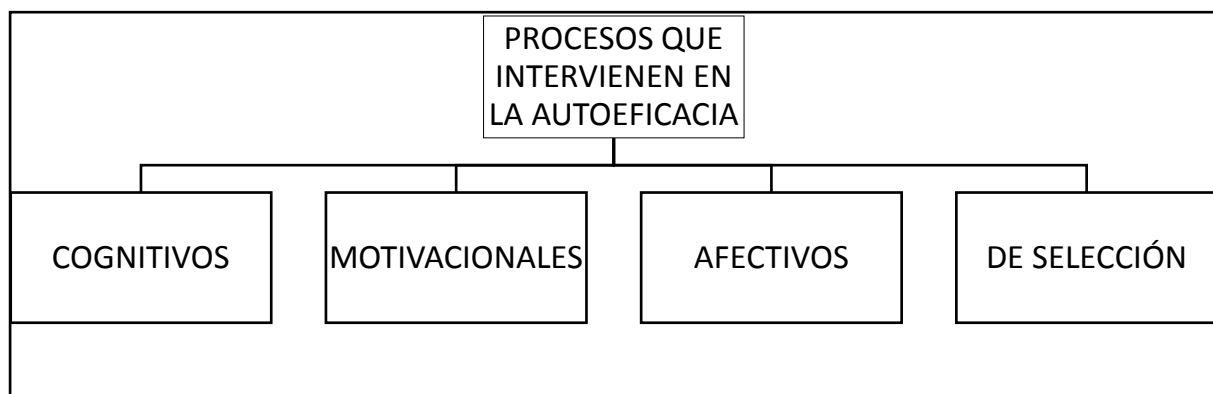 PROCESOS QUE
INTERVIENEN EN
LA AUTOEFICACIA
COGNITIVOS
MOTIVACIONALES
AFECTIVOS
DE SELECCIÓN